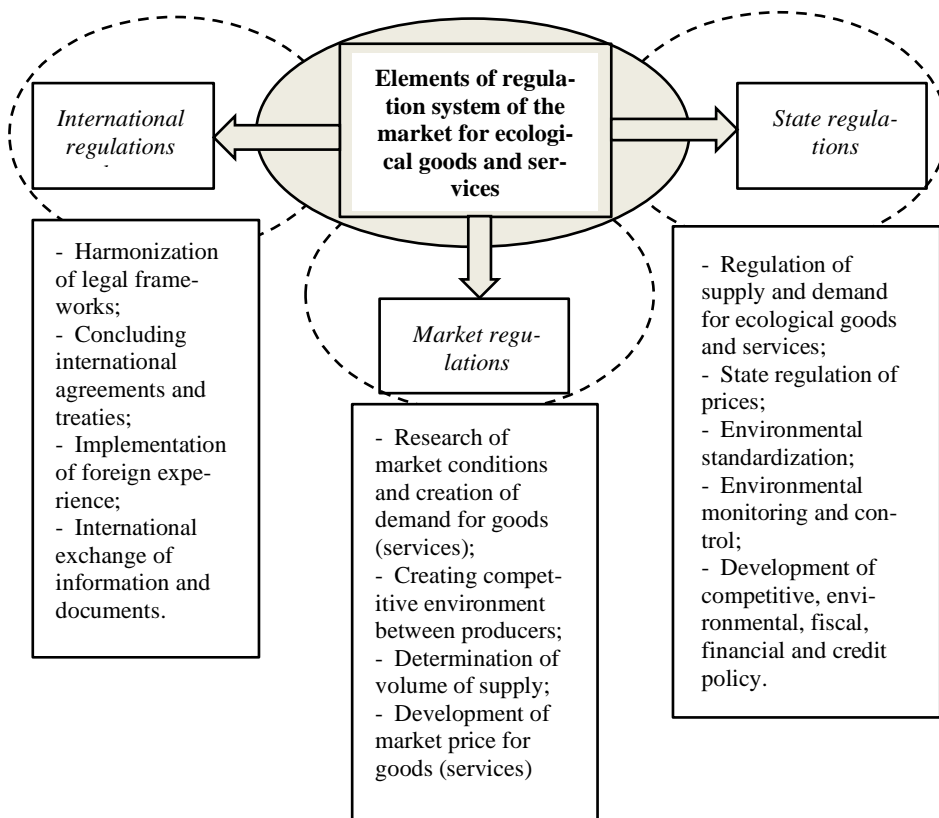 Elements of regula-
tion system of the
market for ecologi-
cal goods and ser-
vices
International
regulations
State regula-
tions
Market regu-
lations
- Harmonization
of legal frame-
works;
- Concluding
international
agreements and
treaties;
- Implementation
of foreign expe-
rience;
- International
exchange of
information and
documents.
- Research of
market conditions
and creation of
demand for goods
(services);
- Creating compet-
itive environment
between producers;
- Determination of
volume of supply;
- Development of
market price for
goods (services)
- Regulation of
supply and demand
for ecological goods
and services;
- State regulation of
prices;
- Environmental
standardization;
- Environmental
monitoring and con-
trol;
- Development of
competitive, envi-
ronmental, fiscal,
financial and credit
policy.